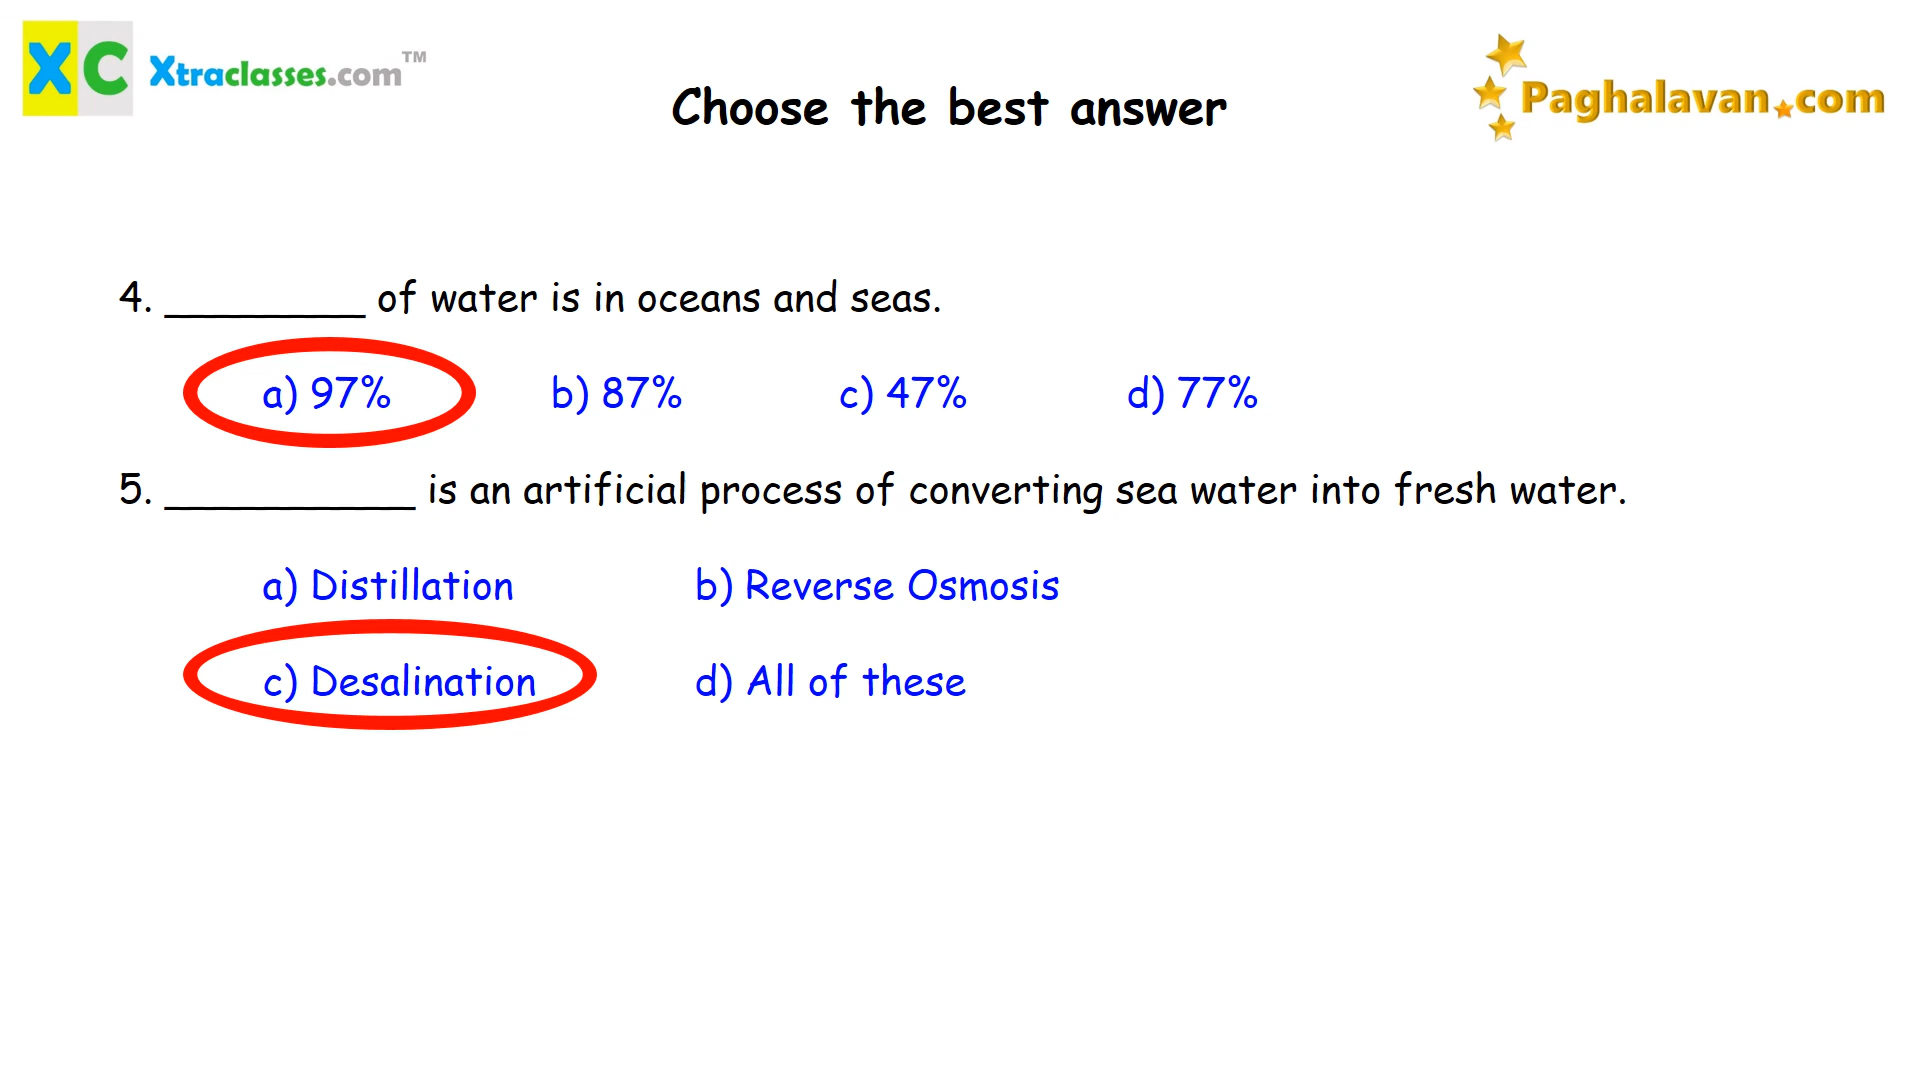 XC Xtraclasses.com™
Choose the best answer
Paghalavan.com
4. ________ of water is in oceans and seas.
a) 97% b) 87% c) 47% d) 77%
5. __________ is an artificial process of converting sea water into fresh water.
a) Distillation b) Reverse Osmosis
c) Desalination d) All of these